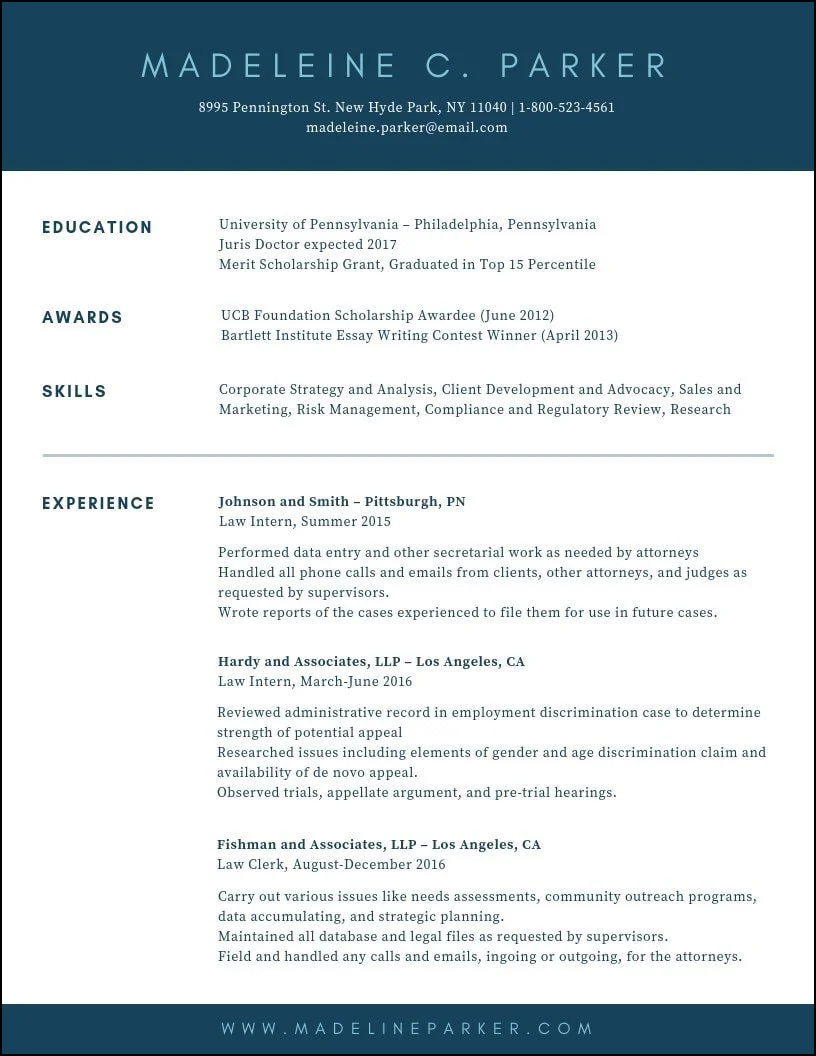 MADELEINE C. PARKER
8995 Pennington St. New Hyde Park, NY 11040 | 1-800-523-4561
madeleine.parker@email.com
EDUCATION
University of Pennsylvania – Philadelphia, Pennsylvania
Juris Doctor expected 2017
Merit Scholarship Grant, Graduated in Top 15 Percentile
AWARDS
UCB Foundation Scholarship Awardee (June 2012)
Bartlett Institute Essay Writing Contest Winner (April 2013)
SKILLS
Corporate Strategy and Analysis, Client Development and Advocacy, Sales and
Marketing, Risk Management, Compliance and Regulatory Review, Research
EXPERIENCE
Johnson and Smith – Pittsburgh, PN
Law Intern, Summer 2015
Performed data entry and other secretarial work as needed by attorneys
Handled all phone calls and emails from clients, other attorneys, and judges as
requested by supervisors.
Wrote reports of the cases experienced to file them for use in future cases.
Hardy and Associates, LLP – Los Angeles, CA
Law Intern, March-June 2016
Reviewed administrative record in employment discrimination case to determine
strength of potential appeal
Researched issues including elements of gender and age discrimination claim and
availability of de novo appeal.
Observed trials, appellate argument, and pre-trial hearings.
Fishman and Associates, LLP – Los Angeles, CA
Law Clerk, August-December 2016
Carry out various issues like needs assessments, community outreach programs,
data accumulating, and strategic planning.
Maintained all database and legal files as requested by supervisors.
Field and handled any calls and emails, ingoing or outgoing, for the attorneys.
WWW.MADELINEPARKER.COM